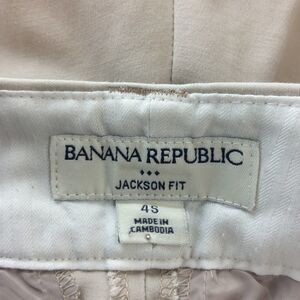 BANANA REPUBLIC
JACKSON FIT
4S
MADE IN
CAMBODIA